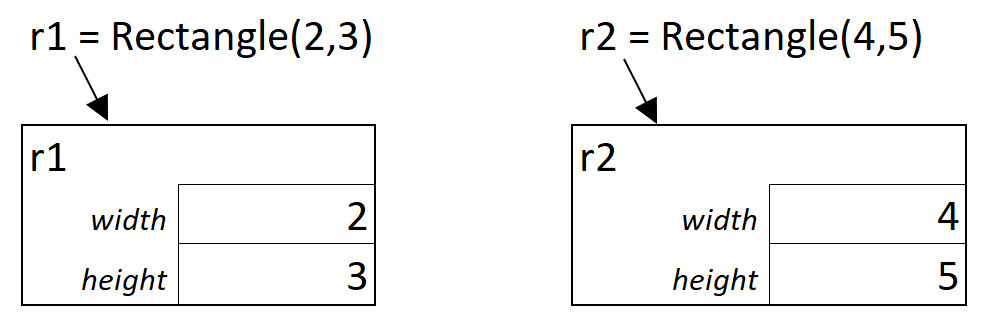 r1 = Rectangle(2,3)
r2 = Rectangle(4,5)
r1
width 2
height 3
r2
width 4
height 5